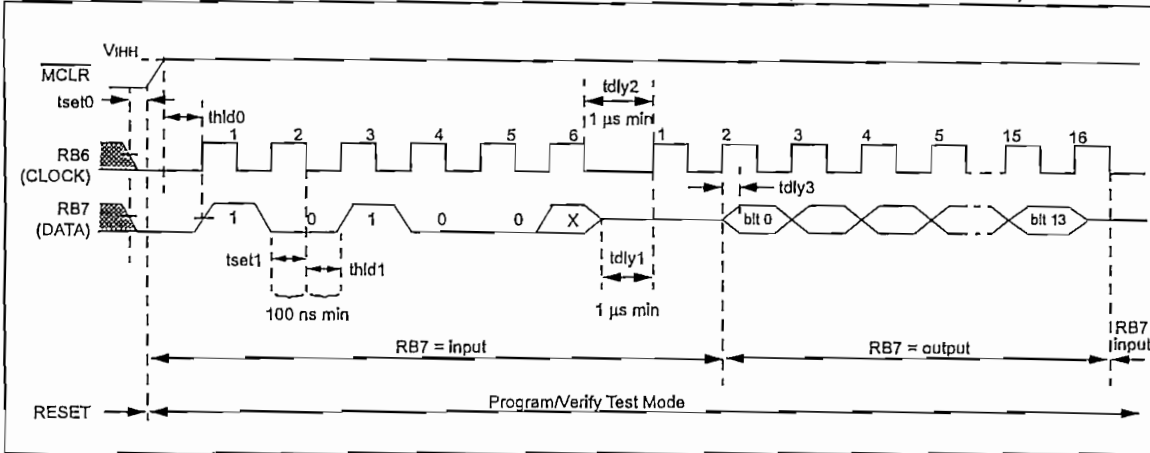 VIHH
MCLR
tset0
thld0
tdly2
1 µs min
1 2 3 4 5 6 1 2 3 4 5 15 16
RB6
(CLOCK)
tdly3
RB7
(DATA)
1 0 1 0 0 X bit 0 bit 13
tset1
thld1
tdly1
100 ns min
1 µs min
RB7 = input
RB7 = output
RB7
input
RESET
Program/Verify Test Mode